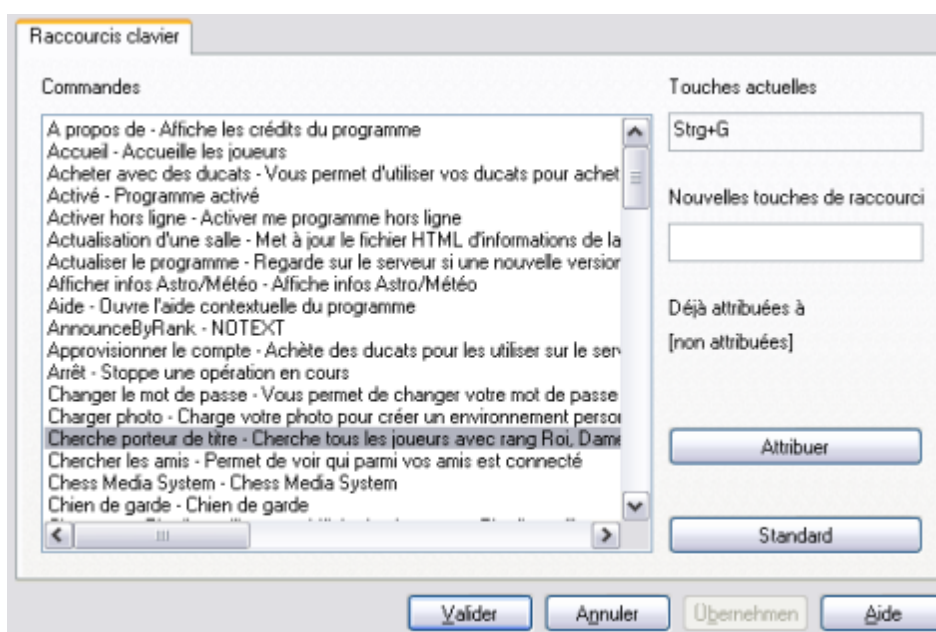 Raccourcis clavier
Commandes
A propos de - Affiche les crédits du programme
Accueil - Accueille les joueurs
Acheter avec des ducats - Vous permet d'utiliser vos ducats pour achet
Activé - Programme activé
Activer hors ligne - Activer me programme hors ligne
Actualisation d'une salle - Met à jour le fichier HTML d'informations de la
Actualiser le programme - Regarde sur le serveur si une nouvelle version
Afficher infos Astro/Météo - Affiche infos Astro/Météo
Aide - Ouvre l'aide contextuelle du programme
AnnounceByRank - NOTEXT
Approvisionner le compte - Achète des ducats pour les utiliser sur le serv
Arrêt - Stoppe une opération en cours
Changer le mot de passe - Vous permet de changer votre mot de passe
Charger photo - Charge votre photo pour créer un environnement person
Cherche porteur de titre - Cherche tous les joueurs avec rang Roi, Dame
Chercher les amis - Permet de voir qui parmi vos amis est connecté
Chess Media System - Chess Media System
Chien de garde - Chien de garde
Touches actuelles
Strg+G
Nouvelles touches de raccourci
Déjà attribuées à
[non attribuées]
Attribuer
Standard
Valider
Annuler
Übernehmen
Aide